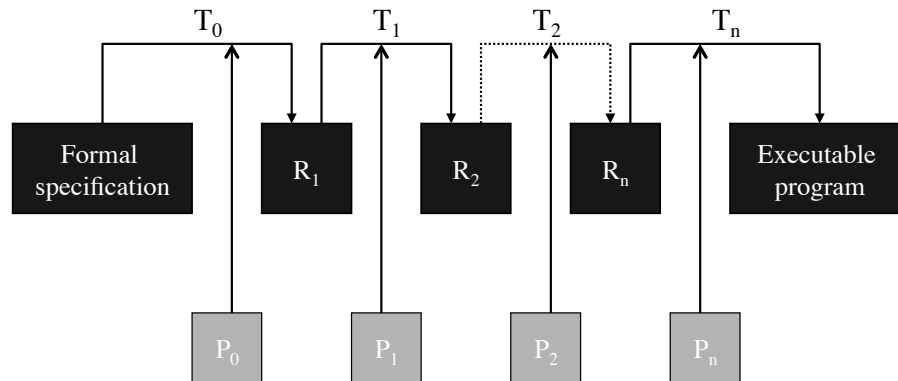 T₀ T₁ T₂ Tₙ
Formal
specification
R₁ R₂ Rₙ
Executable
program
P₀ P₁ P₂ Pₙ